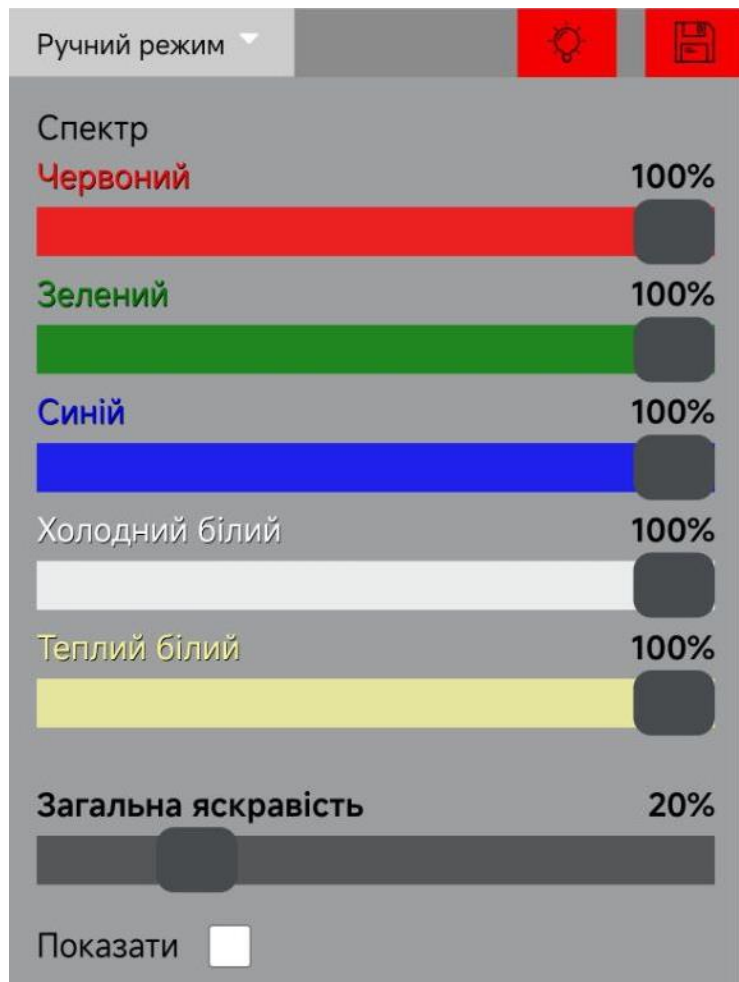 Ручний режим
Спектр
Червоний 100%
Зелений 100%
Синій 100%
Холодний білий 100%
Теплий білий 100%
Загальна яскравість 20%
Показати